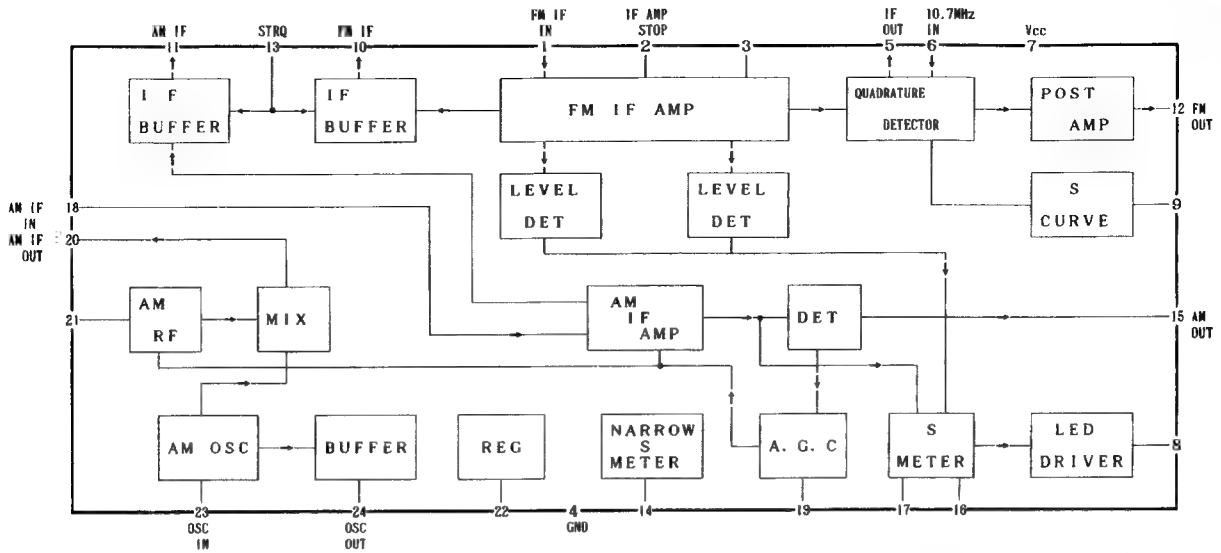 AM IF
11
STRQ
13
FM IF
10
FM IF
IN
1
IF AMP
STOP
2
3
IF
OUT
5
10.7MHz
IN
6
Vcc
7
IF
BUFFER
IF
BUFFER
FM IF AMP
QUADRATURE
DETECTOR
POST
AMP
12 FM
OUT
LEVEL
DET
LEVEL
DET
S
CURVE
9
AM IF
IN
18
AM IF
OUT
20
21
AM
RF
MIX
AM
IF
AMP
DET
15 AM
OUT
AM OSC
BUFFER
REG
NARROW
S
METER
A. G. C
S
METER
LED
DRIVER
8
23
OSC
IN
24
OSC
OUT
22
4
GND
14
19
17
16